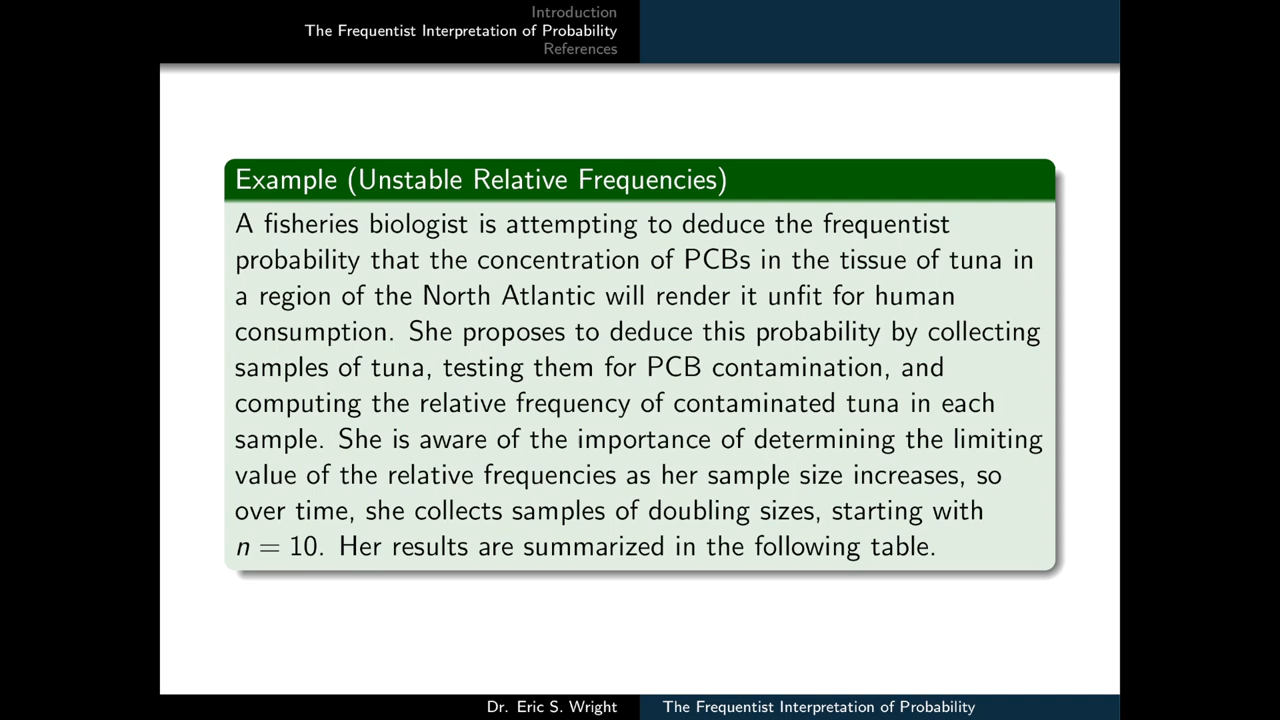 Introduction
The Frequentist Interpretation of Probability
References
Example (Unstable Relative Frequencies)
A fisheries biologist is attempting to deduce the frequentist
probability that the concentration of PCBs in the tissue of tuna in
a region of the North Atlantic will render it unfit for human
consumption. She proposes to deduce this probability by collecting
samples of tuna, testing them for PCB contamination, and
computing the relative frequency of contaminated tuna in each
sample. She is aware of the importance of determining the limiting
value of the relative frequencies as her sample size increases, so
over time, she collects samples of doubling sizes, starting with
n = 10. Her results are summarized in the following table.
Dr. Eric S. Wright
The Frequentist Interpretation of Probability